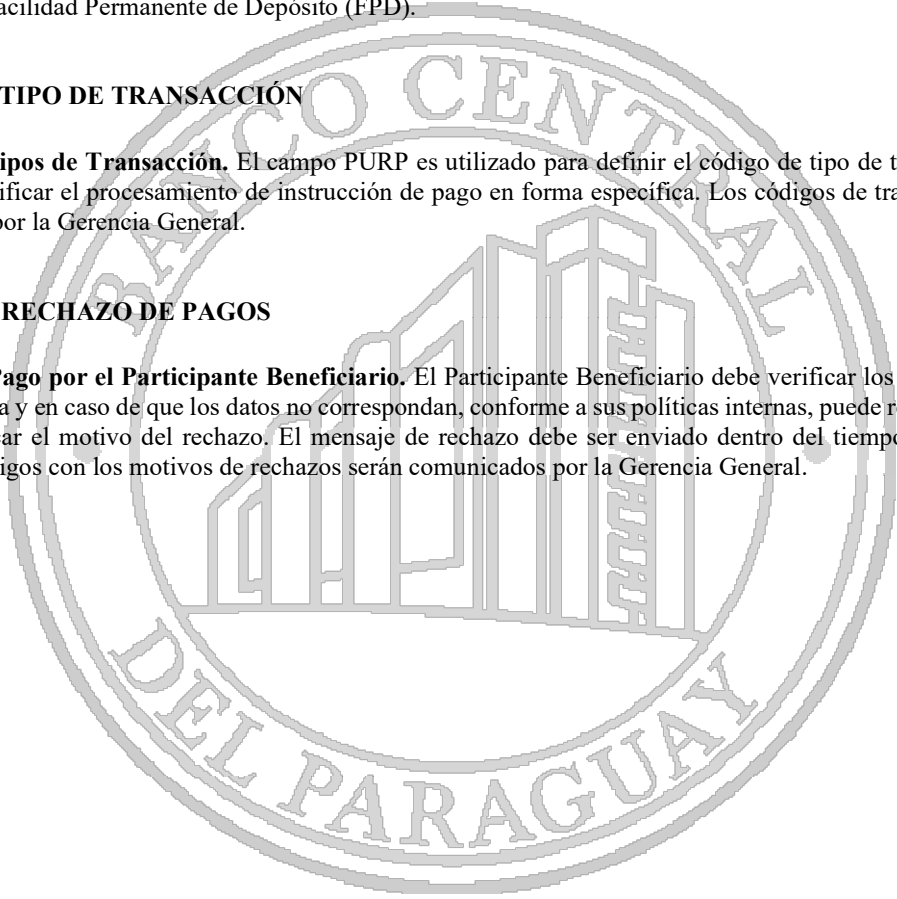 acilidad Permanente de Depósito (FPD).
TIPO DE TRANSACCIÓN
ipos de Transacción. El campo PURP es utilizado para definir el código de tipo de t
ificar el procesamiento de instrucción de pago en forma específica. Los códigos de tra
por la Gerencia General.
RECHAZO DE PAGOS
Pago por el Participante Beneficiario. El Participante Beneficiario debe verificar los
a y en caso de que los datos no correspondan, conforme a sus políticas internas, puede r
car el motivo del rechazo. El mensaje de rechazo debe ser enviado dentro del tiempo
igos con los motivos de rechazos serán comunicados por la Gerencia General.
BANCO CENTRAL
DEL PARAGUAY